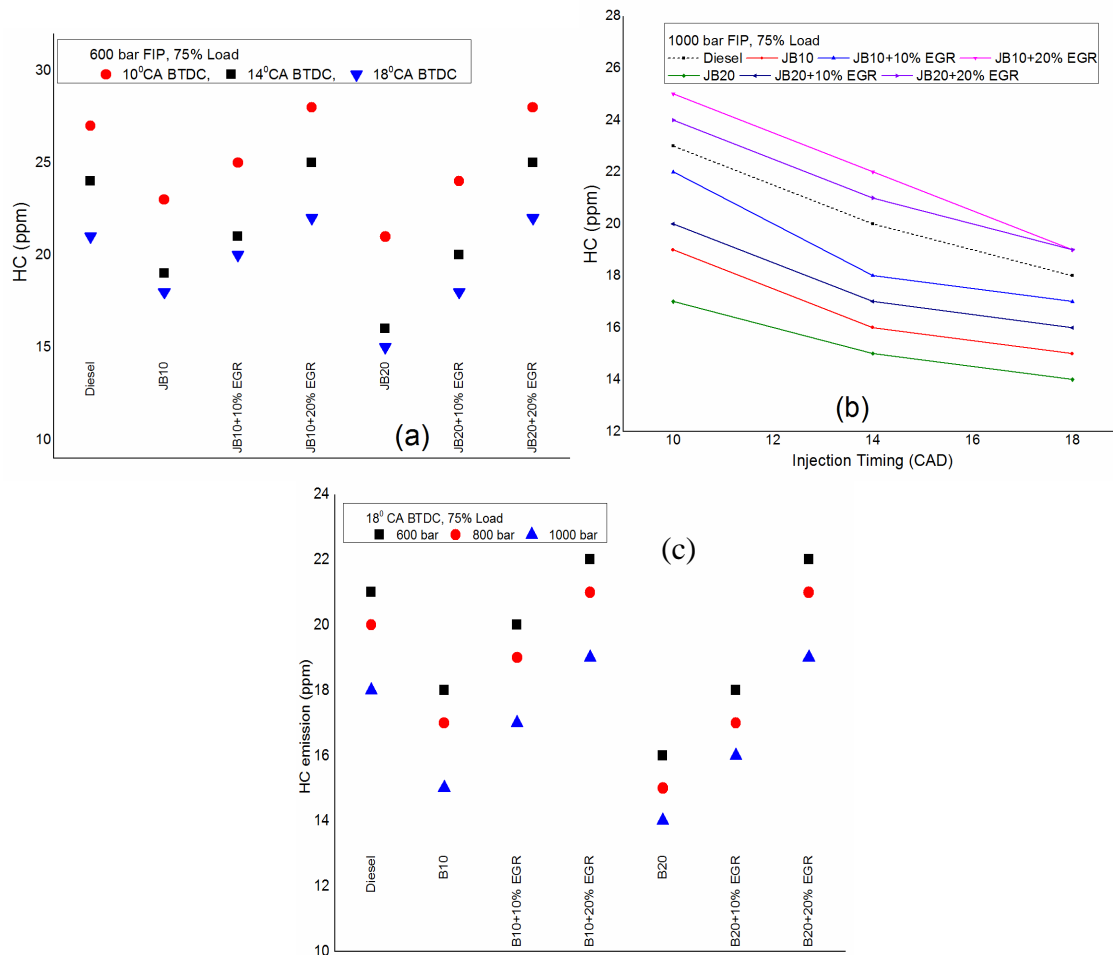 600 bar FIP, 75% Load
10⁰CA BTDC, 14⁰CA BTDC, 18⁰CA BTDC
30
25
20
15
10
HC (ppm)
Diesel
JB10
JB10+10% EGR
JB10+20% EGR
JB20
JB20+10% EGR
JB20+20% EGR
(a)
1000 bar FIP, 75% Load
Diesel JB10 JB10+10% EGR JB10+20% EGR
JB20 JB20+10% EGR JB20+20% EGR
28
26
24
22
20
18
16
14
12
HC (ppm)
(b)
10 12 14 16 18
Injection Timing (CAD)
18⁰ CA BTDC, 75% Load
600 bar 800 bar 1000 bar
(c)
24
22
20
18
16
14
12
10
HC emission (ppm)
Diesel
B10
B10+10% EGR
B10+20% EGR
B20
B20+10% EGR
B20+20% EGR